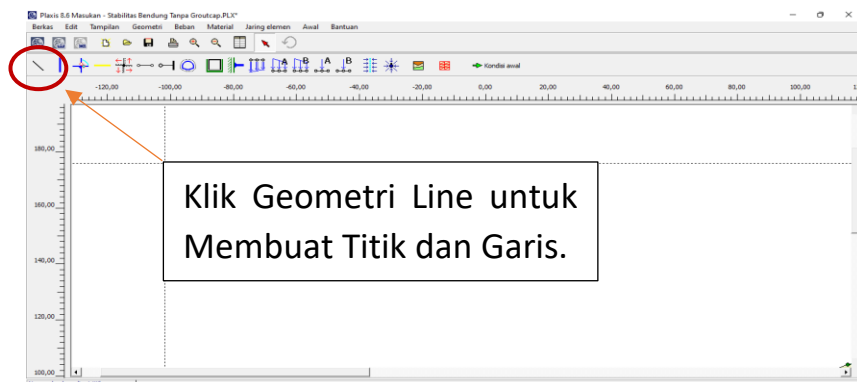 Plaxis 8.6 Masukan - Stabilitas Bendung Tanpa Groutcap.PLX*
Berkas Edit Tampilan Geometri Beban Material Jaring elemen Awal Bantuan
A B A B Kondisi awal
-120,00 -100,00 -80,00 -60,00 -40,00 -20,00 0,00 20,00 40,00 60,00 80,00 100,00
180,00
160,00
140,00
120,00
100,00
Klik Geometri Line untuk
Membuat Titik dan Garis.